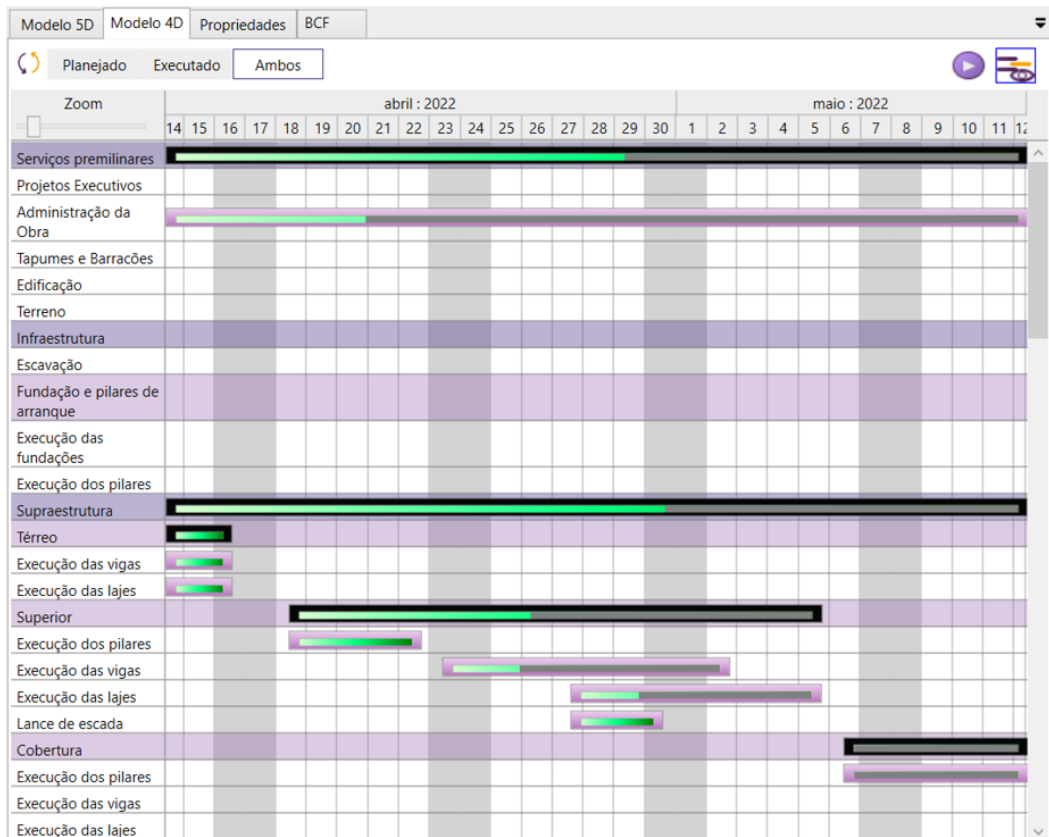 Modelo 5D Modelo 4D Propriedades BCF
Planejado Executado Ambos
Zoom abril : 2022 maio : 2022
14 15 16 17 18 19 20 21 22 23 24 25 26 27 28 29 30 1 2 3 4 5 6 7 8 9 10 11 12
Serviços premilinares
Projetos Executivos
Administração da
Obra
Tapumes e Barracões
Edificação
Terreno
Infraestrutura
Escavação
Fundação e pilares de
arranque
Execução das
fundações
Execução dos pilares
Supraestrutura
Térreo
Execução das vigas
Execução das lajes
Superior
Execução dos pilares
Execução das vigas
Execução das lajes
Lance de escada
Cobertura
Execução dos pilares
Execução das vigas
Execução das lajes